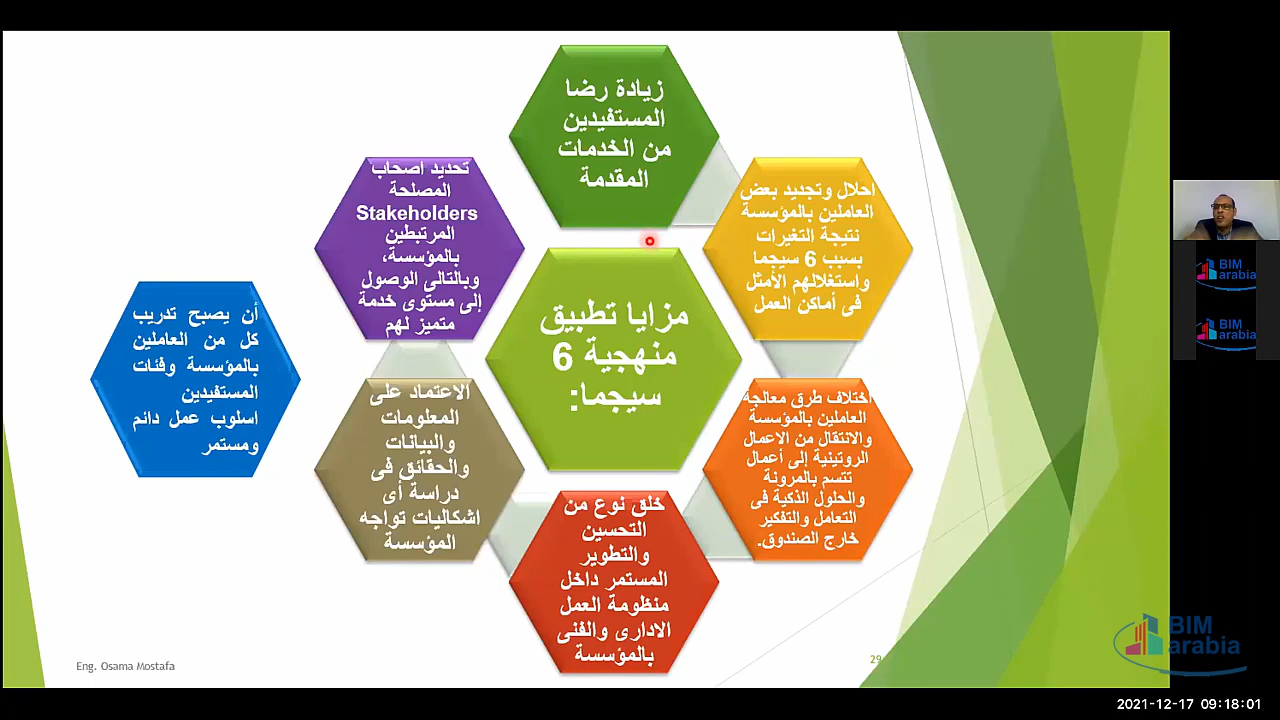 زيادة رضا
المستفيدين
من الخدمات
المقدمة
احلال وتجديد بعض
العاملين بالمؤسسة
نتيجة التغيرات
بسبب 6 سيجما
واستغلالهم الأمثل
فى أماكن العمل
اختلاف طرق معالجة
العاملين بالمؤسسة
والانتقال من الاعمال
الروتينية إلى أعمال
تتسم بالمرونة
والحلول الذكية فى
التعامل والتفكير
خارج الصندوق.
خلق نوع من
التحسين
والتطوير
المستمر داخل
منظومة العمل
الادارى والفنى
بالمؤسسة
الاعتماد على
المعلومات
والبيانات
والحقائق فى
دراسة أى
اشكاليات تواجه
المؤسسة
تحديد اصحاب
المصلحة
Stakeholders
المرتبطين
بالمؤسسة،
وبالتالى الوصول
إلى مستوى خدمة
متميز لهم
مزايا تطبيق
منهجية 6
سيجما:
أن يصبح تدريب
كل من العاملين
بالمؤسسة وفئات
المستفيدين
اسلوب عمل دائم
ومستمر
Eng. Osama Mostafa
29
BIM
arabia
BIM
arabia
BIM
arabia
2021-12-17 09:18:01